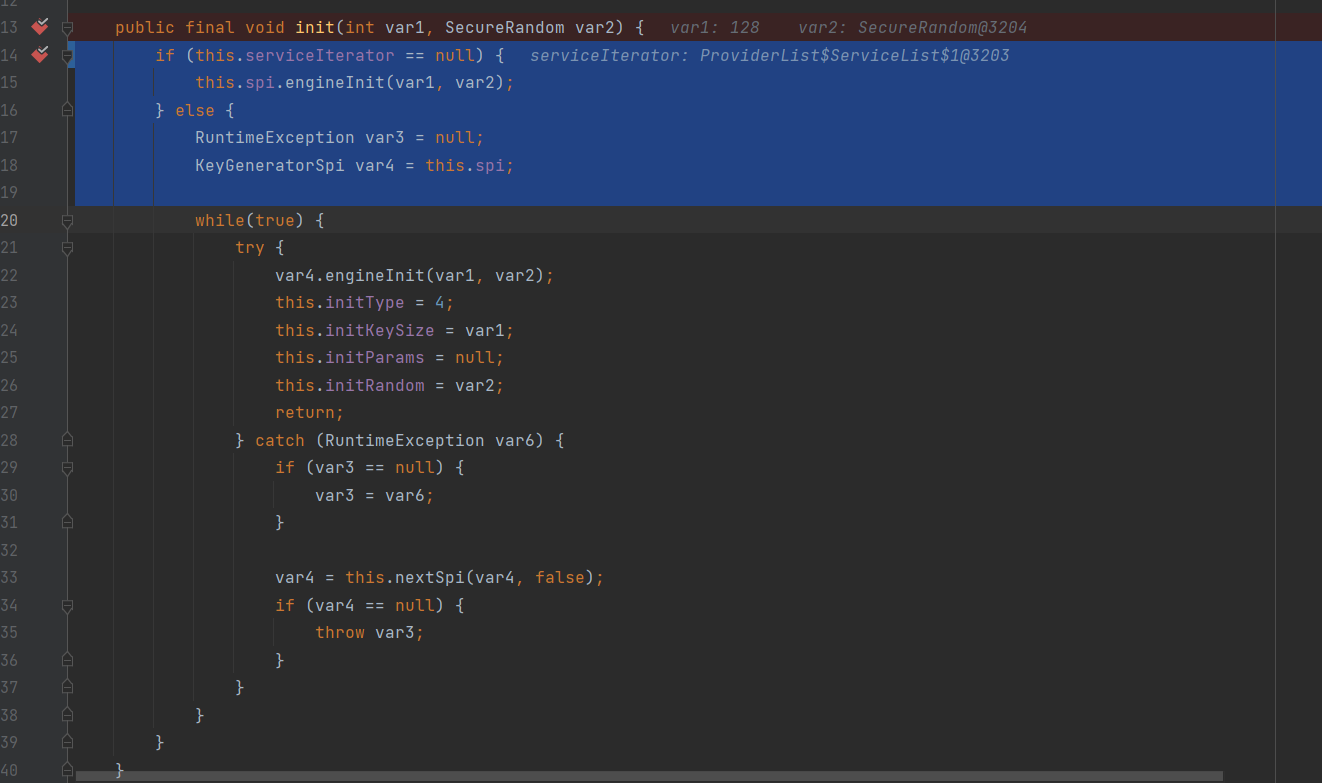 12
13 public final void init(int var1, SecureRandom var2) { var1: 128 var2: SecureRandom@3204
14 if (this.serviceIterator == null) { serviceIterator: ProviderList$ServiceList$1@3203
15 this.spi.engineInit(var1, var2);
16 } else {
17 RuntimeException var3 = null;
18 KeyGeneratorSpi var4 = this.spi;
19
20 while(true) {
21 try {
22 var4.engineInit(var1, var2);
23 this.initType = 4;
24 this.initKeySize = var1;
25 this.initParams = null;
26 this.initRandom = var2;
27 return;
28 } catch (RuntimeException var6) {
29 if (var3 == null) {
30 var3 = var6;
31 }
32
33 var4 = this.nextSpi(var4, false);
34 if (var4 == null) {
35 throw var3;
36 }
37 }
38 }
39 }
40 }